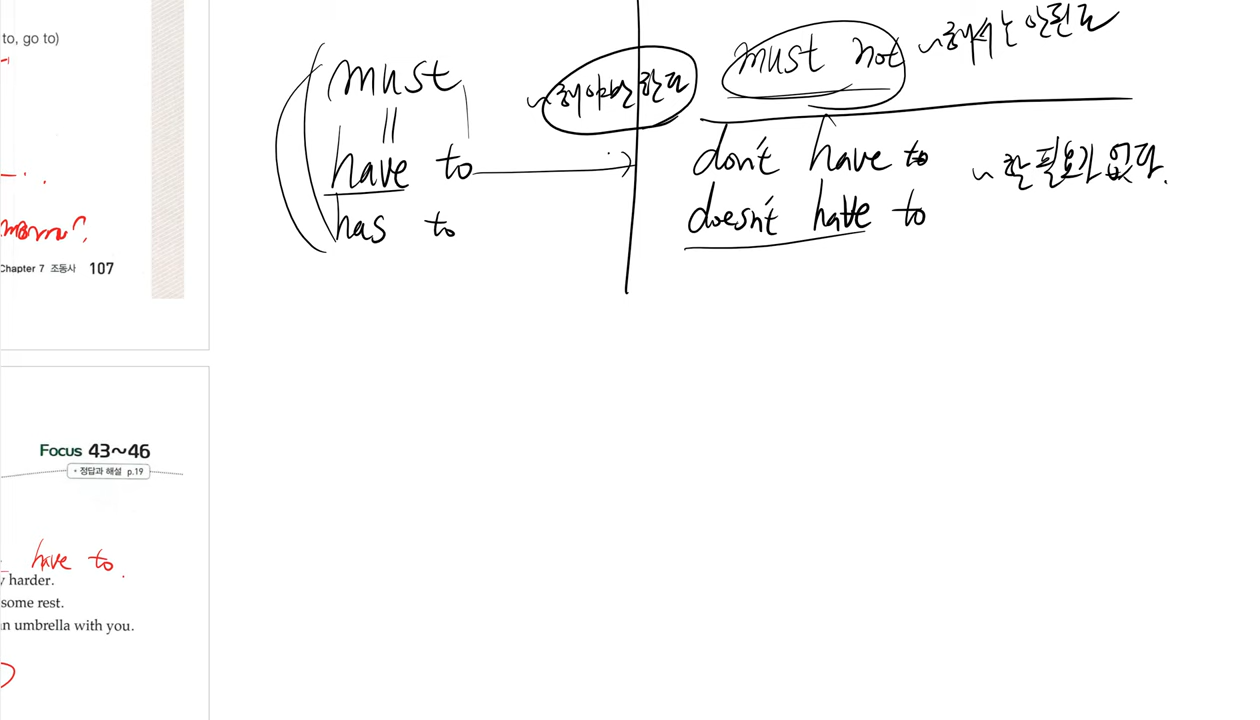 to, go to)
must
||
have to
has to
~해야만 한다
must not ~해서는 안된다
don't have to ~할 필요가 없다.
doesn't have to
Chapter 7 조동사 107
Focus 43~46
• 정답과 해설 p.19
have to.
y harder.
some rest.
n umbrella with you.